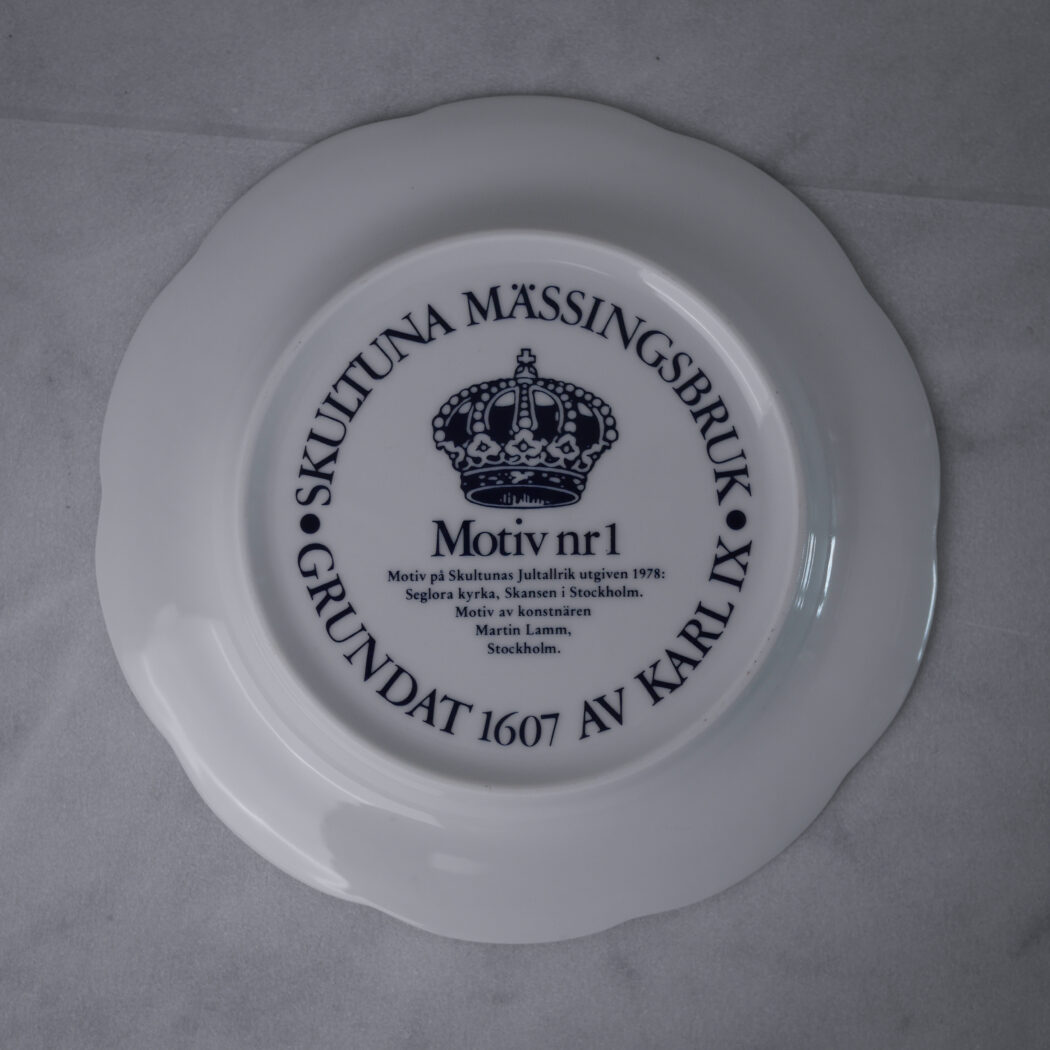 SKULTUNA MÄSSINGSBRUK •
GRUNDAT 1607 AV KARL IX •
Motiv nr 1
Motiv på Skultunas Jultallrik utgiven 1978:
Seglora kyrka, Skansen i Stockholm.
Motiv av konstnären
Martin Lamm,
Stockholm.